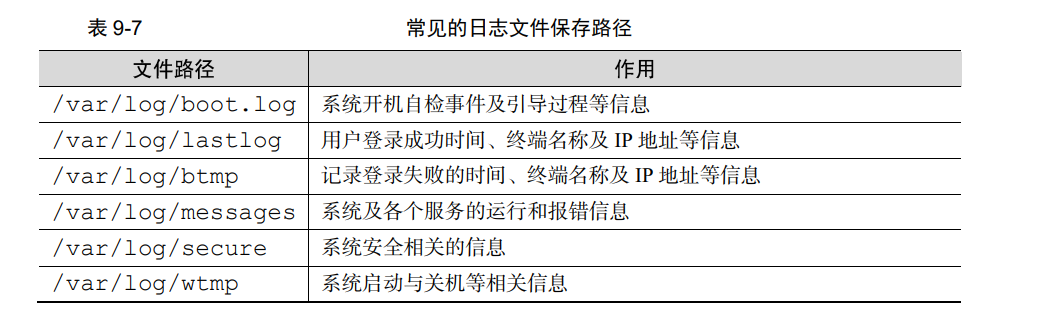 表 9-7 常见的日志文件保存路径
文件路径 作用
/var/log/boot.log 系统开机自检事件及引导过程等信息
/var/log/lastlog 用户登录成功时间、终端名称及 IP 地址等信息
/var/log/btmp 记录登录失败的时间、终端名称及 IP 地址等信息
/var/log/messages 系统及各个服务的运行和报错信息
/var/log/secure 系统安全相关的信息
/var/log/wtmp 系统启动与关机等相关信息